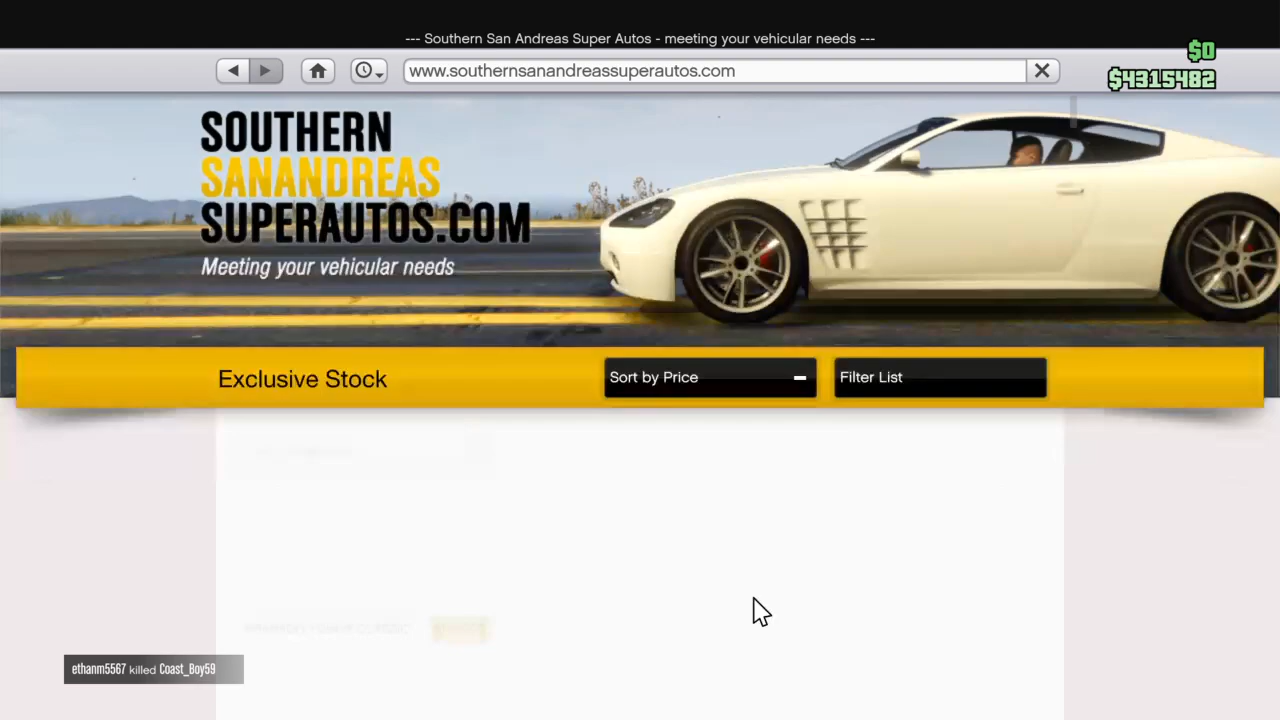 --- Southern San Andreas Super Autos - meeting your vehicular needs ---
www.southernsanandreassuperautos.com
$0
$4315482
SOUTHERN
SANANDREAS
SUPERAUTOS.COM
Meeting your vehicular needs
Exclusive Stock
Sort by Price
Filter List
ethanm5567 killed Coast_Boy59